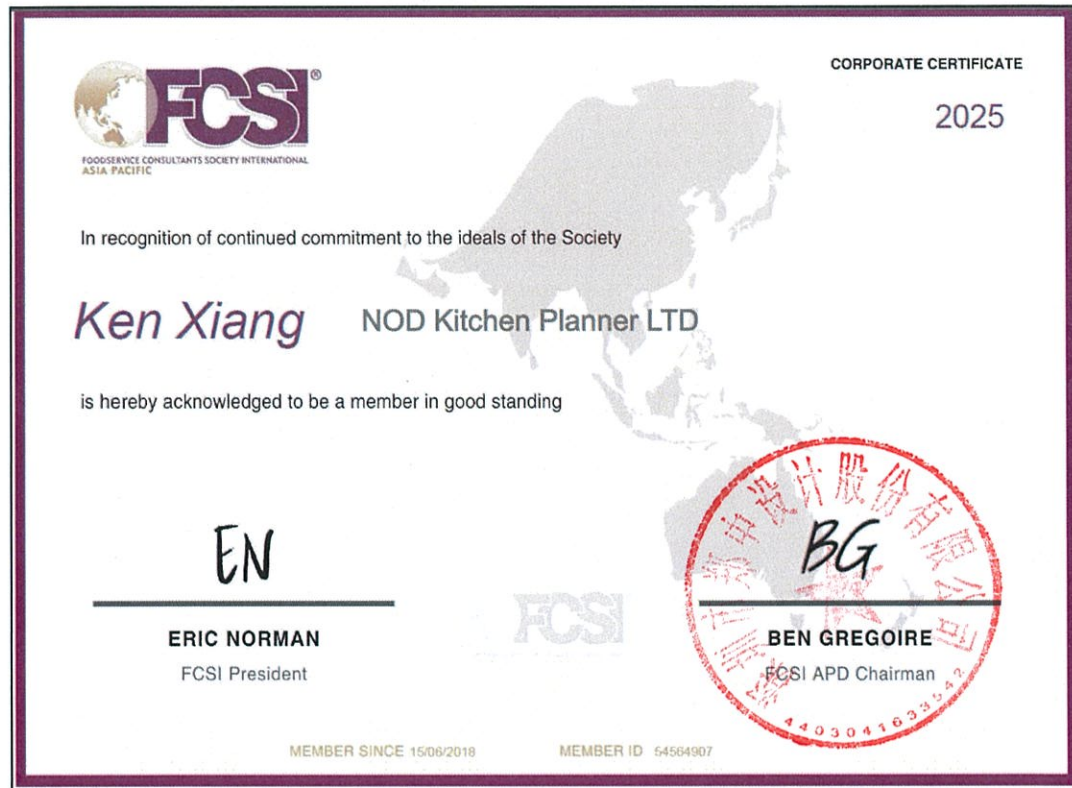 FCSI®
FOODSERVICE CONSULTANTS SOCIETY INTERNATIONAL
ASIA PACIFIC
CORPORATE CERTIFICATE
2025
In recognition of continued commitment to the ideals of the Society
Ken Xiang NOD Kitchen Planner LTD
is hereby acknowledged to be a member in good standing
EN
BG
ERIC NORMAN
FCSI President
FCSI
BEN GREGOIRE
FCSI APD Chairman
设计股份有限公司
4403041633542
MEMBER SINCE 15/06/2018 MEMBER ID 54564907